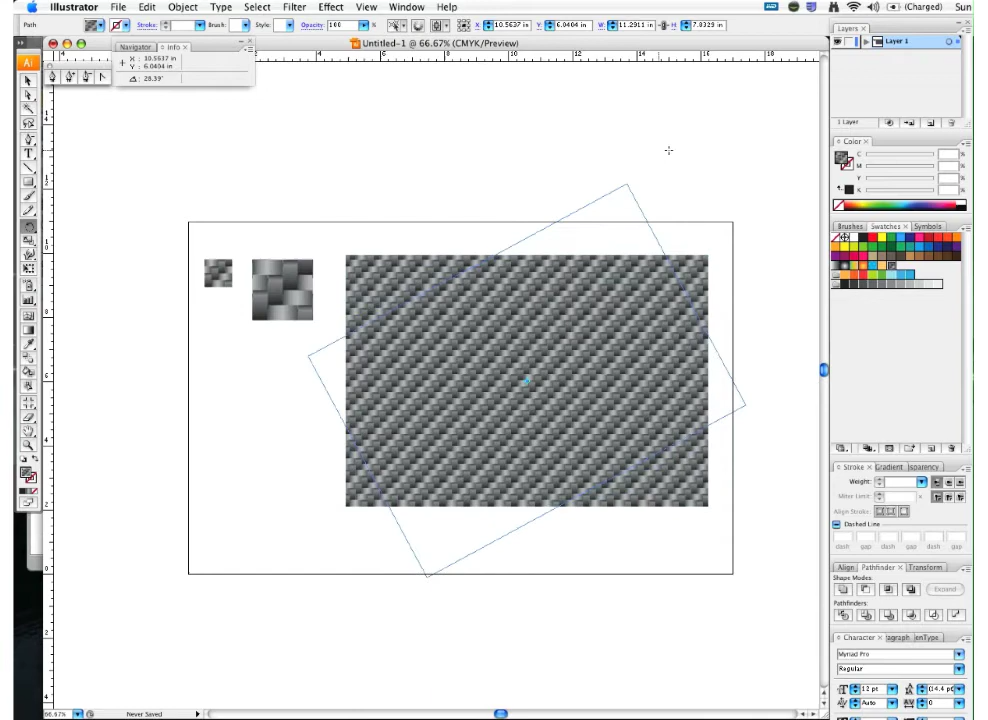 Illustrator File Edit Object Type Select Filter Effect View Window Help (Charged) Sun
Path Stroke: Brush: Style: Opacity: 100 % X: 10.5637 in Y: 6.0404 in W: 11.2911 in H: 7.8329 in
Untitled-1 @ 66.67% (CMYK/Preview)
Navigator Info
X : 10.5637 in
Y : 6.0404 in
28.39°
Ai
Layers
Layer 1
1 Layer
Color
C %
M %
Y %
K %
Brushes Swatches Symbols
Stroke Gradient
Weight:
Miter Limit: x
Align Stroke:
Dashed Line
dash gap dash gap dash gap
Align Pathfinder Transform
Shape Modes:
Expand
Pathfinders:
Character
Myriad Pro
Regular
12 pt
Auto 0
66.67% Never Saved